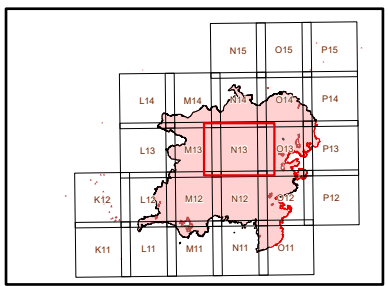 N15 O15 P15
L14 M14 N14 O14 P14
L13 M13 N13 O13 P13
K12 L12 M12 N12 O12 P12
K11 L11 M11 N11 O11